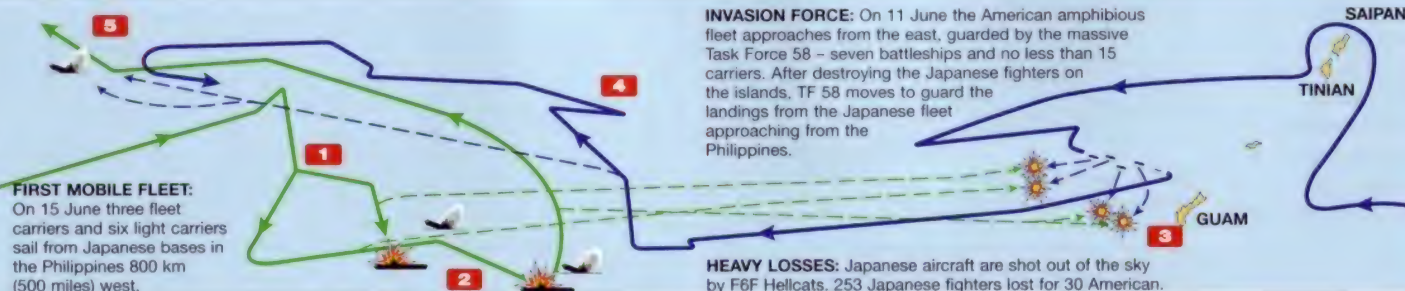 5
INVASION FORCE: On 11 June the American amphibious
fleet approaches from the east, guarded by the massive
Task Force 58 – seven battleships and no less than 15
carriers. After destroying the Japanese fighters on
the islands, TF 58 moves to guard the
landings from the Japanese fleet
approaching from the
Philippines.
SAIPAN
TINIAN
4
1
FIRST MOBILE FLEET:
On 15 June three fleet
carriers and six light carriers
sail from Japanese bases in
the Philippines 800 km
(500 miles) west.
2
GUAM
3
HEAVY LOSSES: Japanese aircraft are shot out of the sky
by F6F Hellcats. 253 Japanese fighters lost for 30 American.